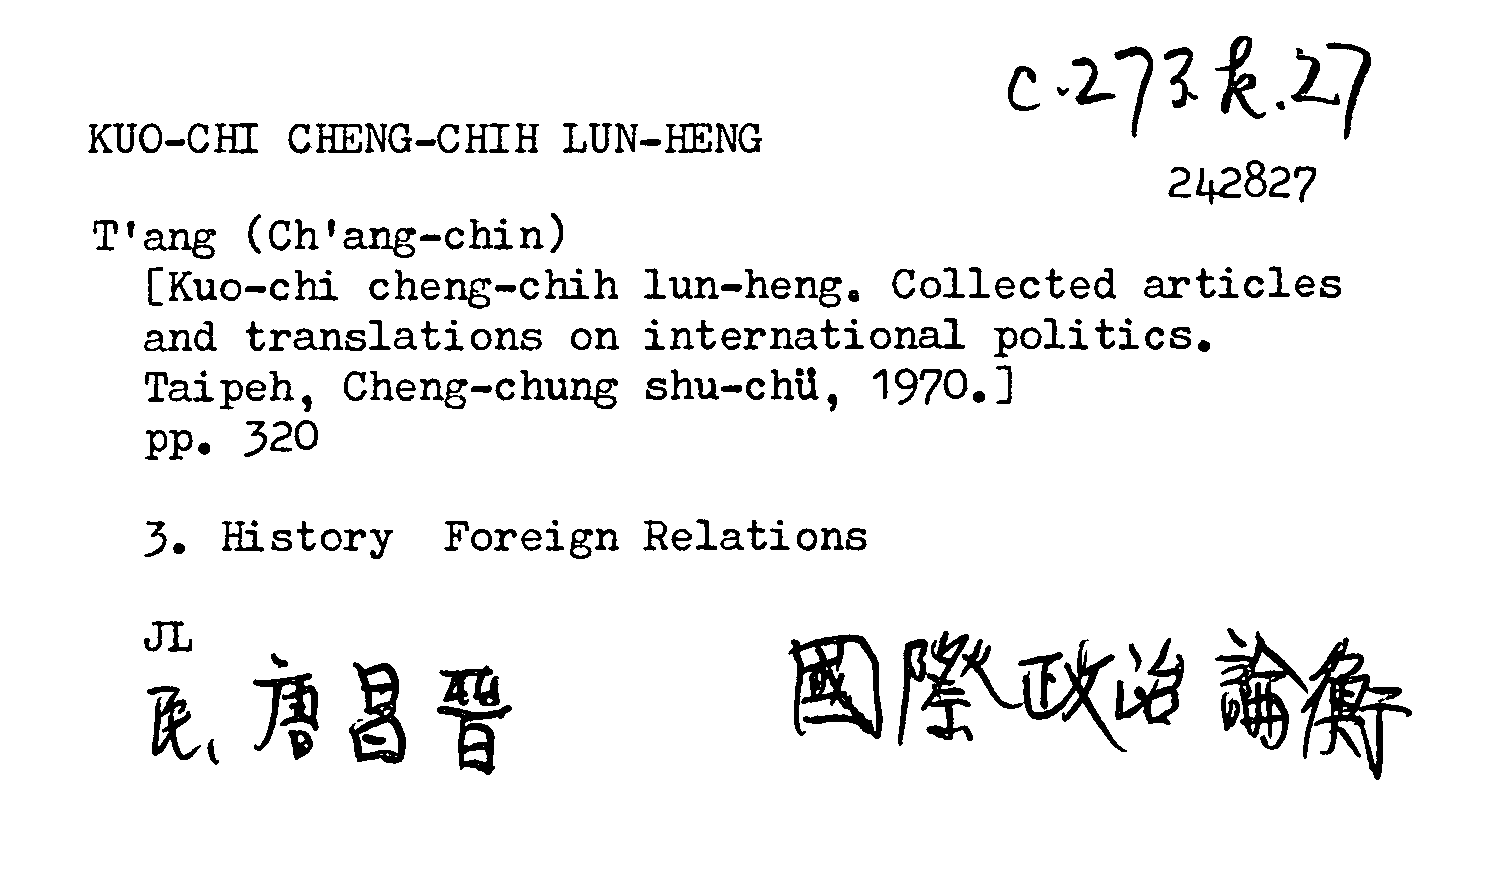 c.273.k.27
KUO-CHI CHENG-CHIH LUN-HENG
242827
T'ang (Ch'ang-chin)
[Kuo-chi cheng-chih lun-heng. Collected articles
and translations on international politics.
Taipeh, Cheng-chung shu-chü, 1970.]
pp. 320
3. History Foreign Relations
JL
民、唐昌晋 國際政治論衡